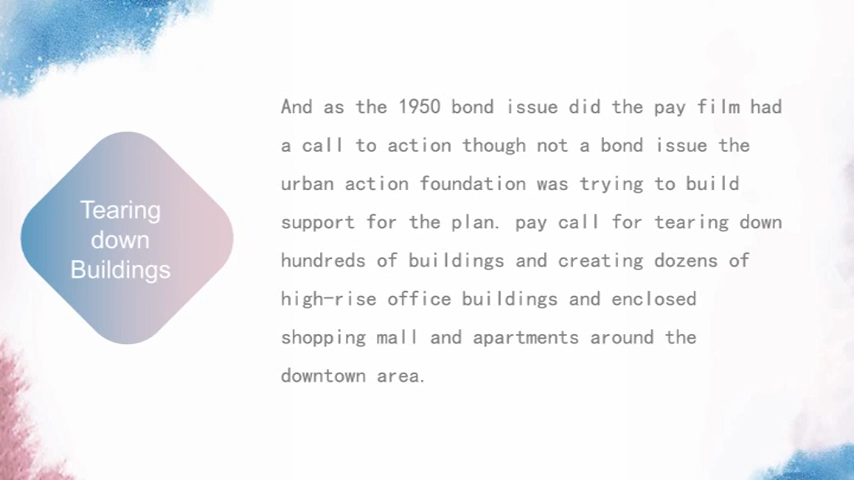 Tearing
down
Buildings
And as the 1950 bond issue did the pay film had
a call to action though not a bond issue the
urban action foundation was trying to build
support for the plan. pay call for tearing down
hundreds of buildings and creating dozens of
high-rise office buildings and enclosed
shopping mall and apartments around the
downtown area.